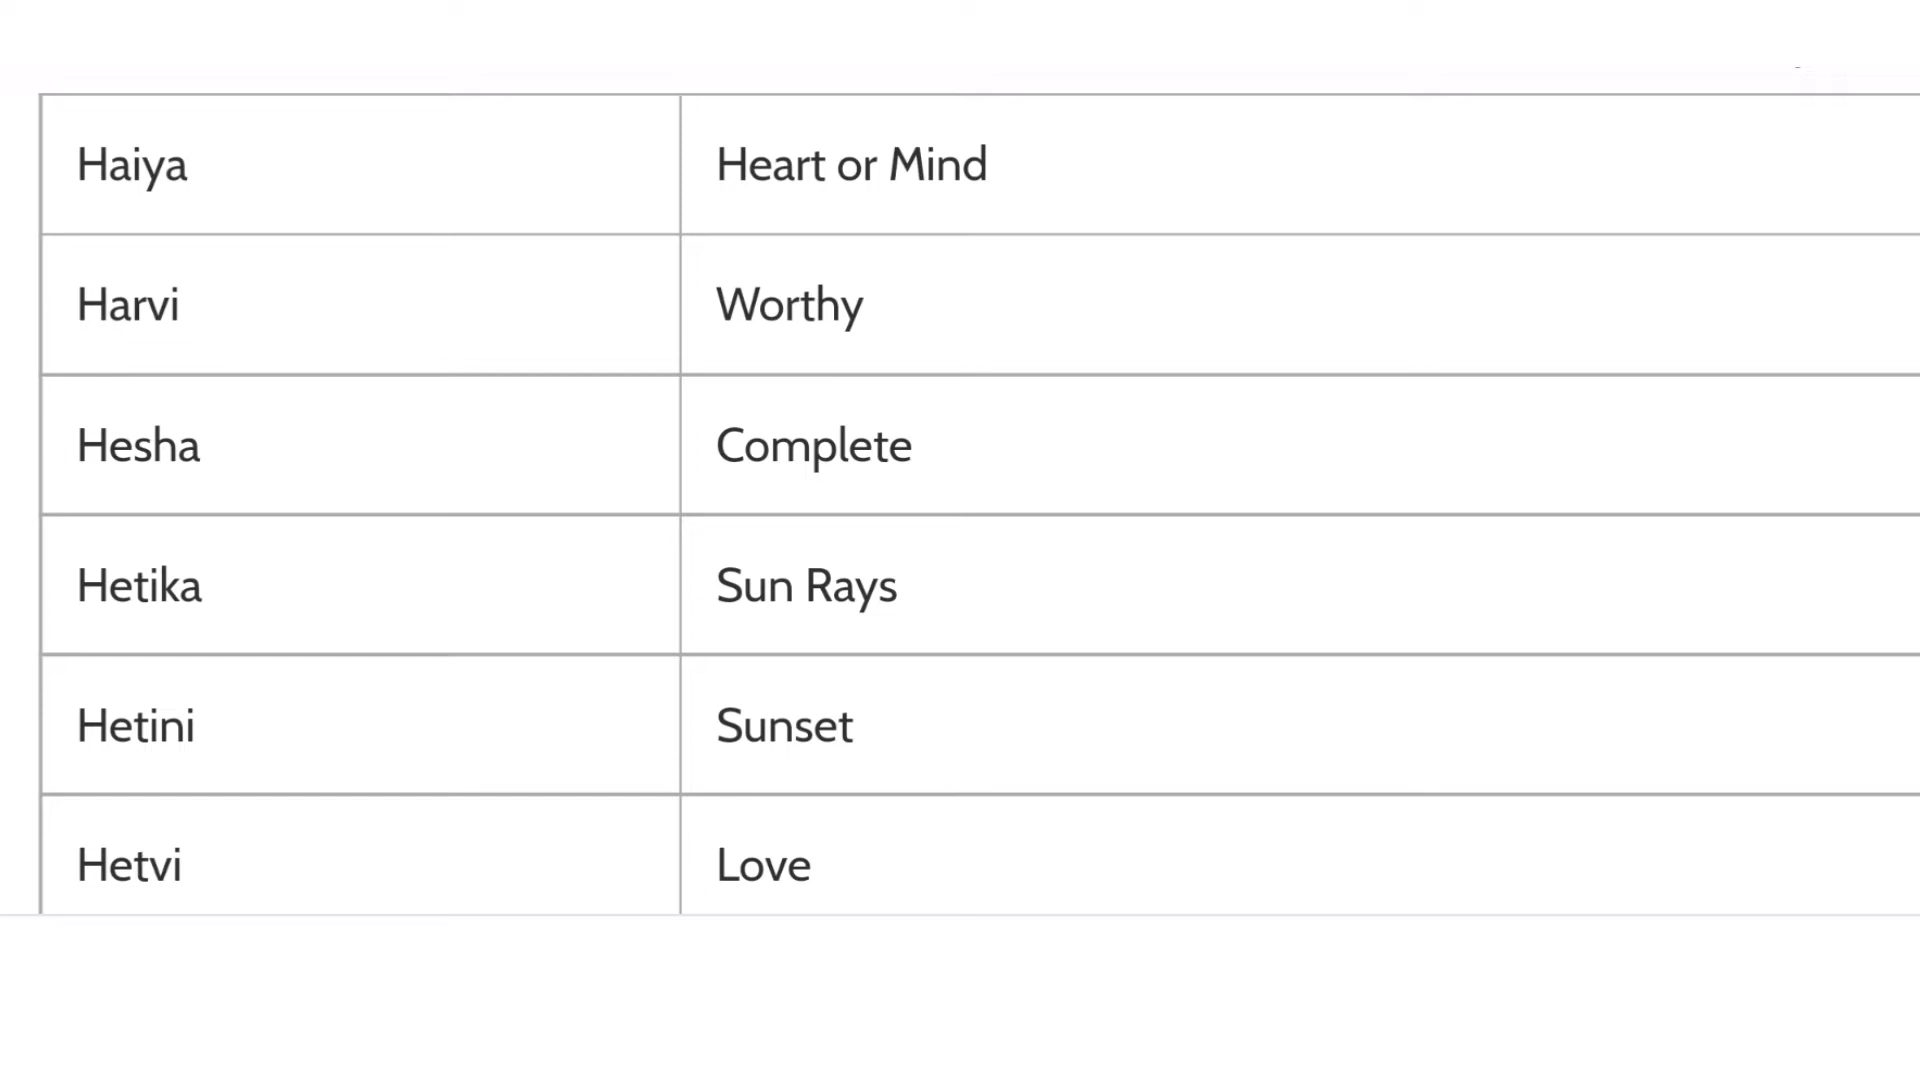 Haiya Heart or Mind
Harvi Worthy
Hesha Complete
Hetika Sun Rays
Hetini Sunset
Hetvi Love